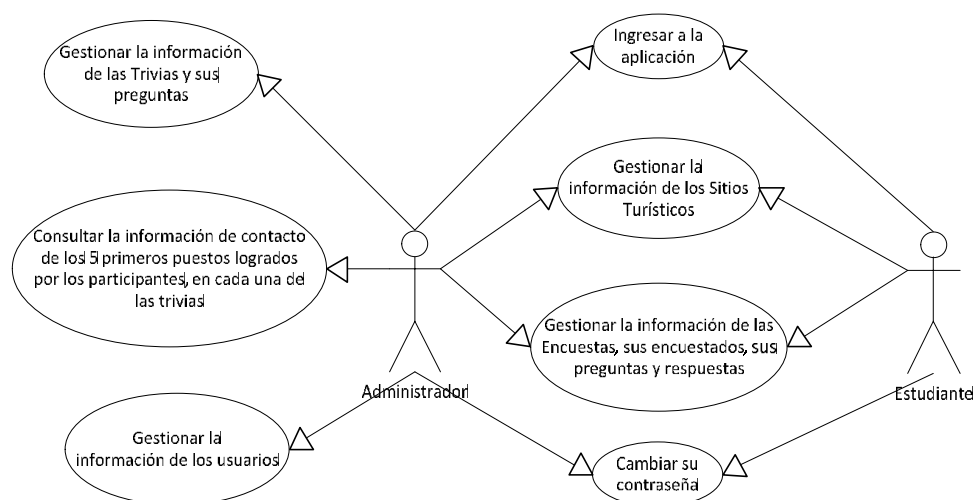 Gestionar la información
de las Trivias y sus
preguntas
Ingresar a la
aplicación
Gestionar la
información de los Sitios
Turísticos
Consultar la información de contacto
de los 5 primeros puestos logrados
por los participantes, en cada una de
las trivias
Gestionar la información de las
Encuestas, sus encuestados, sus
preguntas y respuestas
Administrador
Estudiante
Gestionar la
información de los usuarios
Cambiar su
contraseña